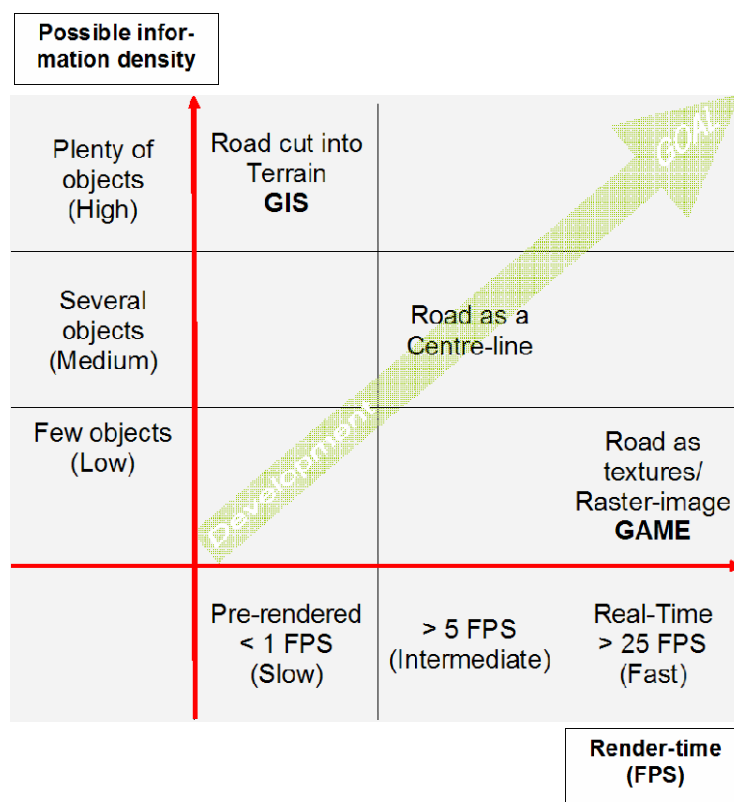 Possible infor-
mation density
Plenty of
objects
(High)
Road cut into
Terrain
GIS
GOAL
Several
objects
(Medium)
Road as a
Centre-line
Few objects
(Low)
Development
Road as
textures/
Raster-image
GAME
Pre-rendered
< 1 FPS
(Slow)
> 5 FPS
(Intermediate)
Real-Time
> 25 FPS
(Fast)
Render-time
(FPS)